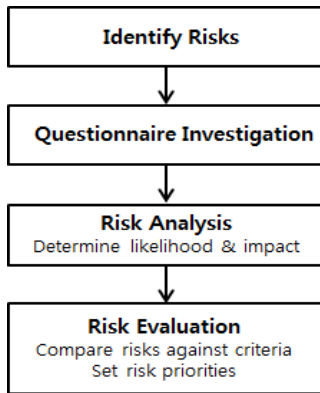 Identify Risks
Questionnaire Investigation
Risk Analysis
Determine likelihood & impact
Risk Evaluation
Compare risks against criteria
Set risk priorities